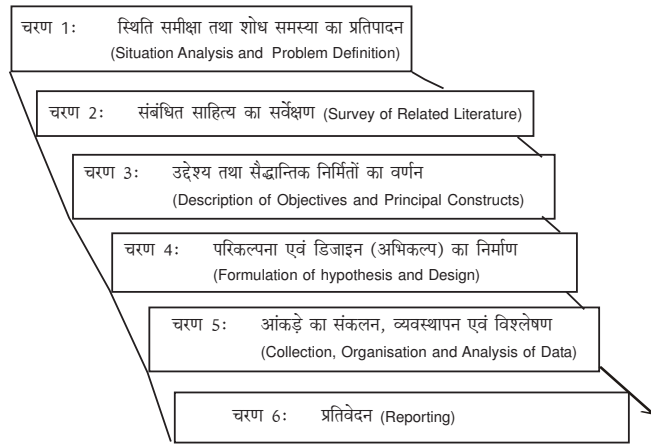 चरण 1: स्थिति समीक्षा तथा शोध समस्या का प्रतिपादन
(Situation Analysis and Problem Definition)
चरण 2: संबंधित साहित्य का सर्वेक्षण (Survey of Related Literature)
चरण 3: उद्देश्य तथा सैद्धान्तिक निर्मितों का वर्णन
(Description of Objectives and Principal Constructs)
चरण 4: परिकल्पना एवं डिजाइन (अभिकल्प) का निर्माण
(Formulation of hypothesis and Design)
चरण 5: आंकड़े का संकलन, व्यवस्थापन एवं विश्लेषण
(Collection, Organisation and Analysis of Data)
चरण 6: प्रतिवेदन (Reporting)